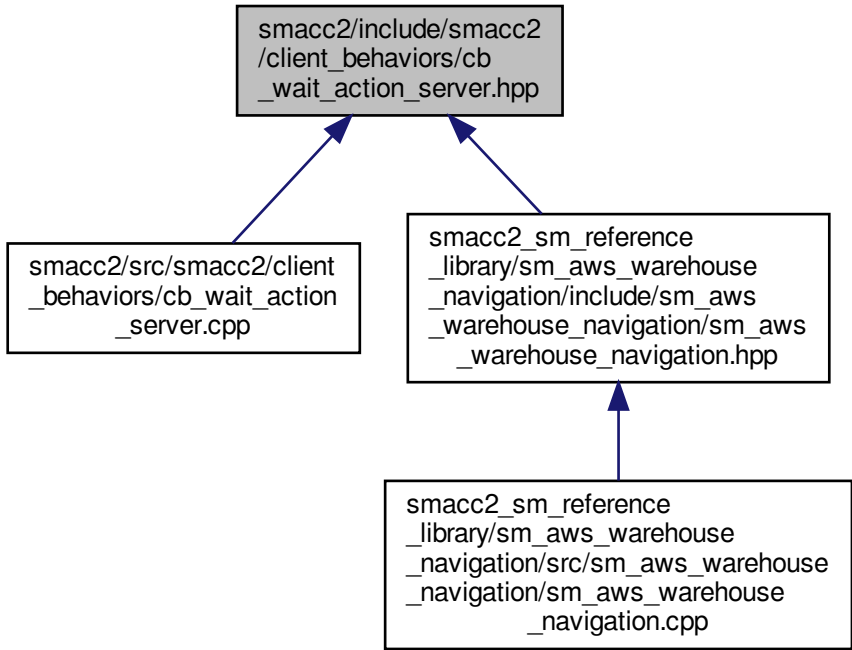 smacc2/include/smacc2
/client_behaviors/cb
_wait_action_server.hpp
smacc2/src/smacc2/client
_behaviors/cb_wait_action
_server.cpp
smacc2_sm_reference
_library/sm_aws_warehouse
_navigation/include/sm_aws
_warehouse_navigation/sm_aws
_warehouse_navigation.hpp
smacc2_sm_reference
_library/sm_aws_warehouse
_navigation/src/sm_aws_warehouse
_navigation/sm_aws_warehouse
_navigation.cpp